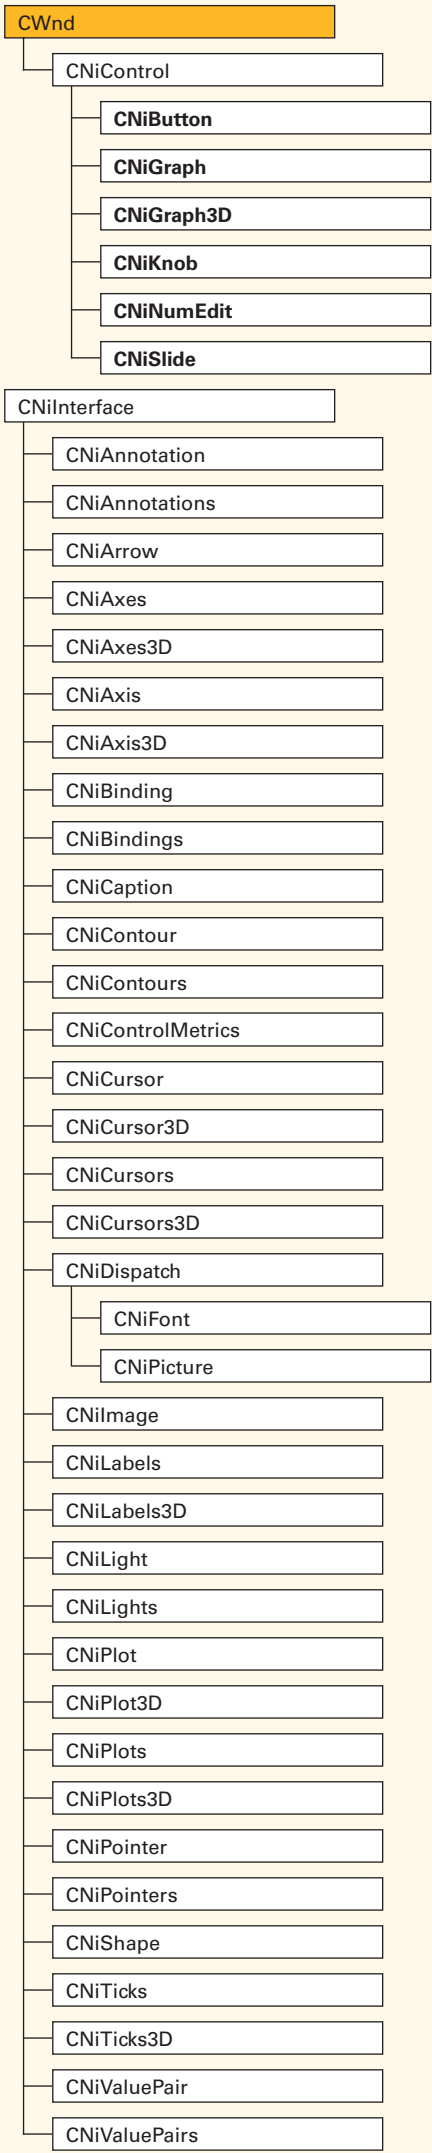 CWnd
CNiControl
CNiButton
CNiGraph
CNiGraph3D
CNiKnob
CNiNumEdit
CNiSlide
CNiInterface
CNiAnnotation
CNiAnnotations
CNiArrow
CNiAxes
CNiAxes3D
CNiAxis
CNiAxis3D
CNiBinding
CNiBindings
CNiCaption
CNiContour
CNiContours
CNiControlMetrics
CNiCursor
CNiCursor3D
CNiCursors
CNiCursors3D
CNiDispatch
CNiFont
CNiPicture
CNiImage
CNiLabels
CNiLabels3D
CNiLight
CNiLights
CNiPlot
CNiPlot3D
CNiPlots
CNiPlots3D
CNiPointer
CNiPointers
CNiShape
CNiTicks
CNiTicks3D
CNiValuePair
CNiValuePairs